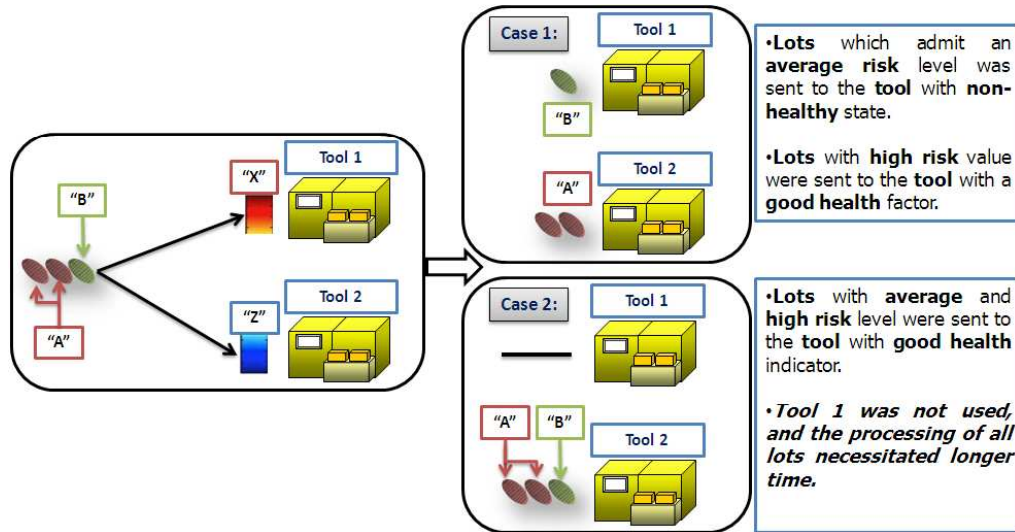 “B”
“A”
“X”
Tool 1
“Z”
Tool 2
Case 1:
Tool 1
“B”
Tool 2
“A”
•Lots which admit an
average risk level was
sent to the tool with non-
healthy state.
•Lots with high risk value
were sent to the tool with a
good health factor.
Case 2:
Tool 1
“A”
“B”
Tool 2
•Lots with average and
high risk level were sent to
the tool with good health
indicator.
•Tool 1 was not used,
and the processing of all
lots necessitated longer
time.